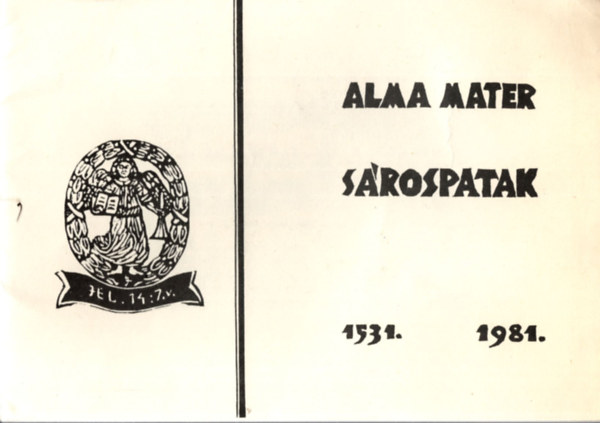 ALMA MATER
SÁROSPATAK
JEL. 14:7.v.
1531. 1981.